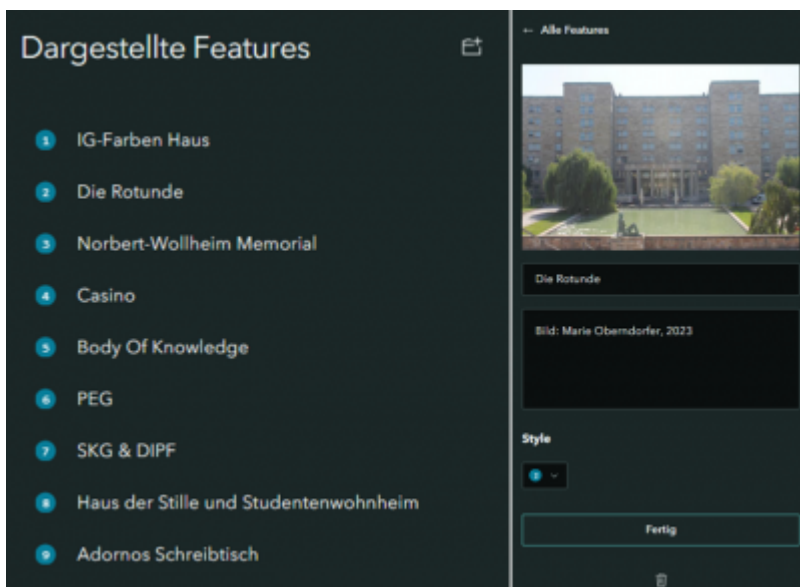 Dargestellte Features
1 IG-Farben Haus
2 Die Rotunde
3 Norbert-Wollheim Memorial
4 Casino
5 Body Of Knowledge
6 PEG
7 SKG & DIPF
8 Haus der Stille und Studentenwohnheim
9 Adornos Schreibtisch
← Alle Features
Die Rotunde
Bild: Marie Oberndorfer, 2023
Style
Fertig